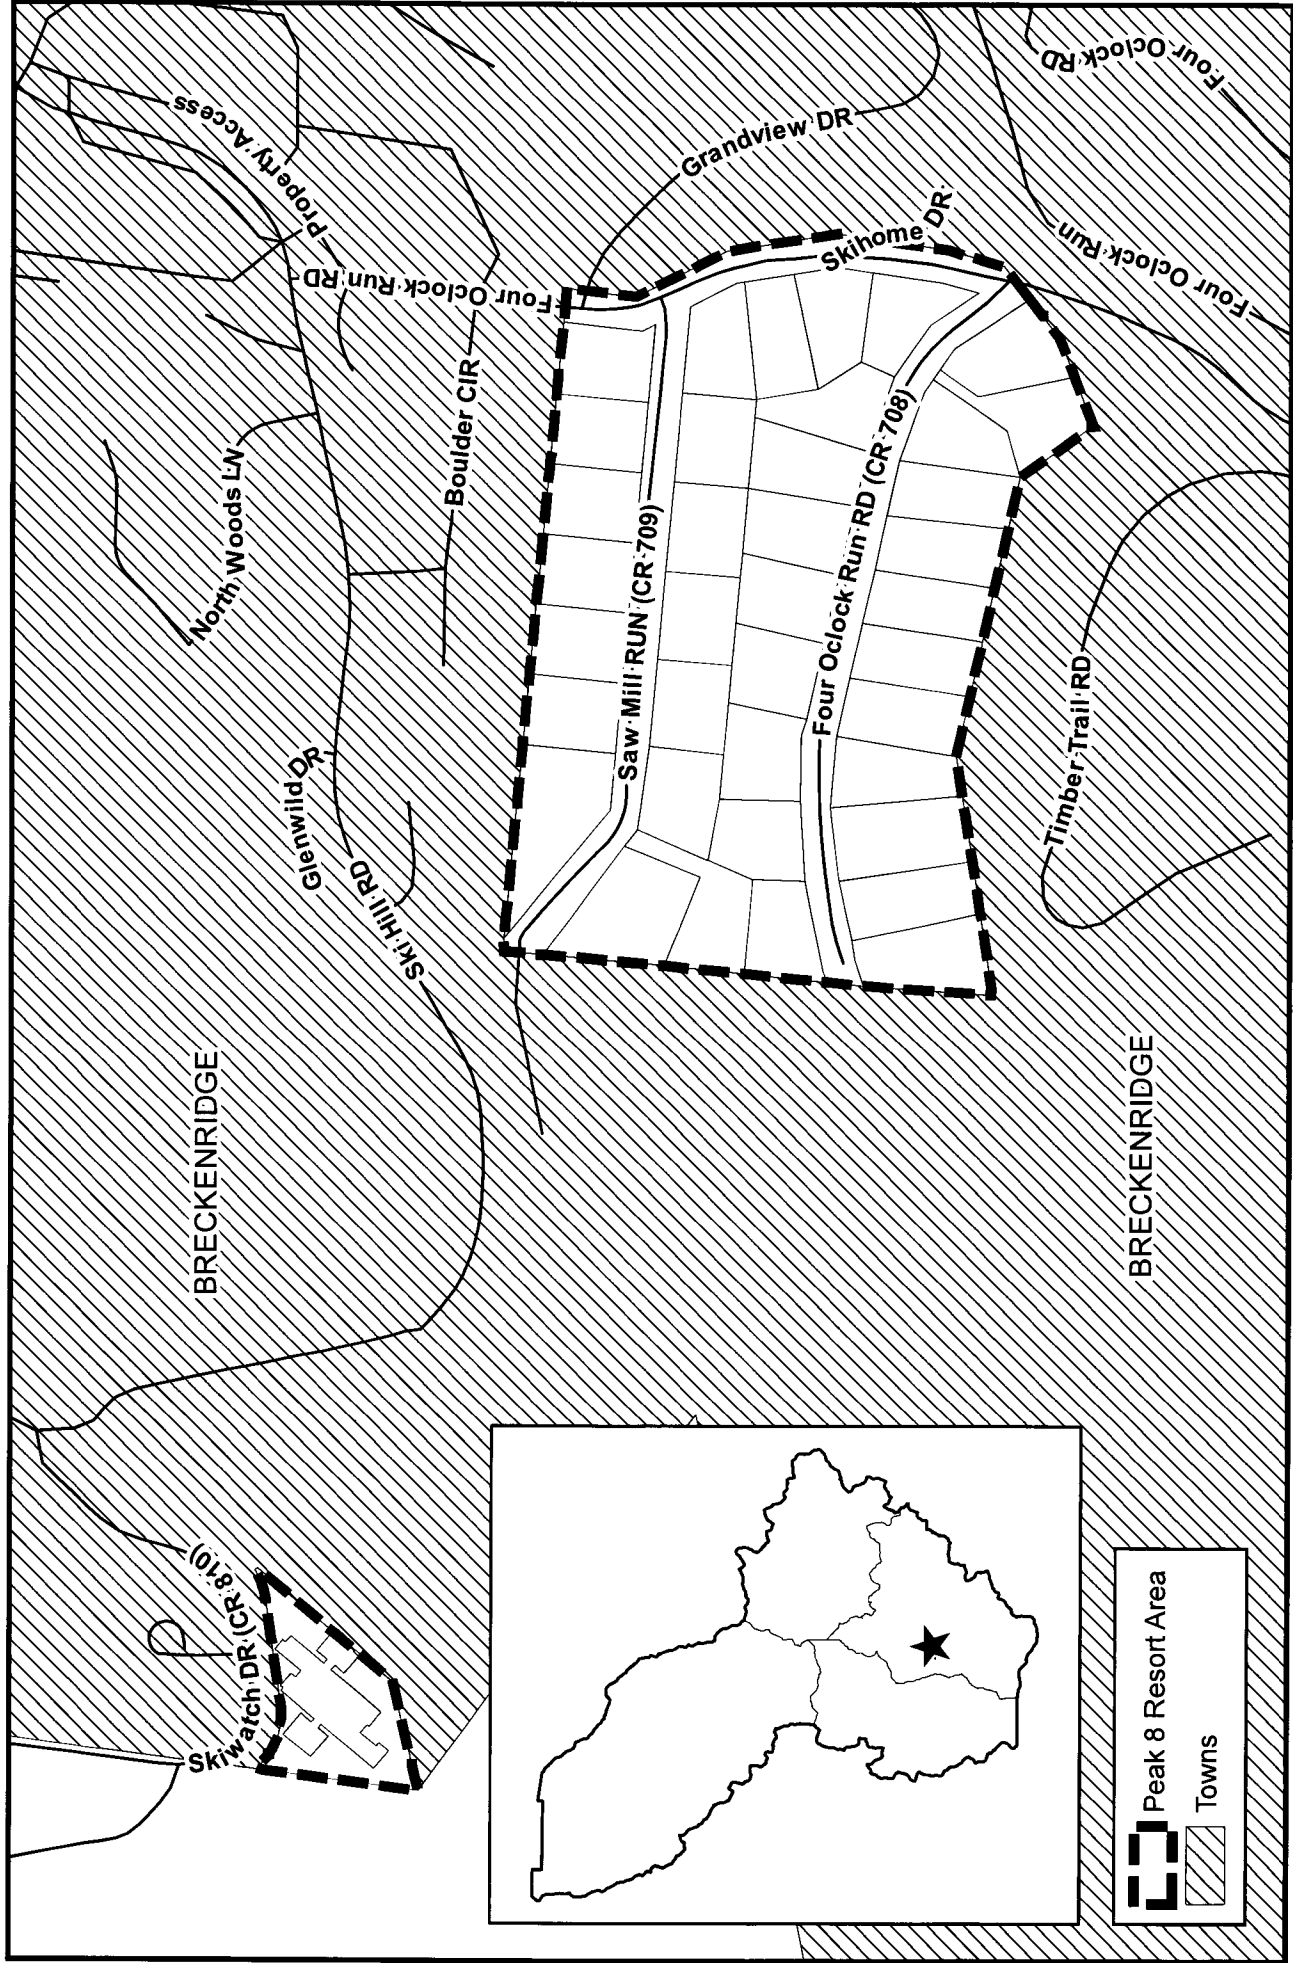 Four Oclock RD
Property Access
Grandview DR
Four Oclock Run
Skihome DR
Four Oclock Run RD
Boulder CIR
North Woods LN
Saw Mill RUN (CR 709)
Four Oclock Run RD (CR 708)
Timber Trail RD
Glenwild DR
Ski Hill RD
BRECKENRIDGE
BRECKENRIDGE
Skiwatch DR (CR 810)
Peak 8 Resort Area
Towns